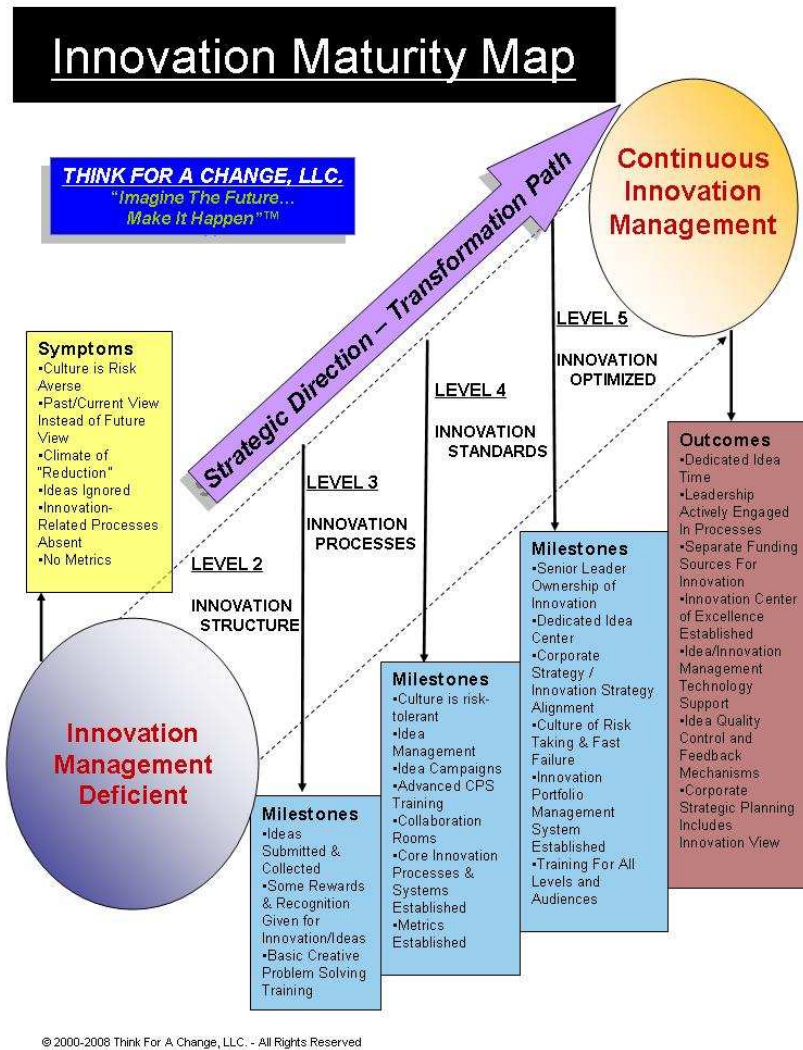 Innovation Maturity Map
THINK FOR A CHANGE, LLC.
"Imagine The Future...
Make It Happen"™
Continuous
Innovation
Management
Strategic Direction – Transformation Path
Symptoms
•Culture is Risk
Averse
•Past/Current View
Instead of Future
View
•Climate of
"Reduction"
•Ideas Ignored
•Innovation-
Related Processes
Absent
•No Metrics
LEVEL 2
INNOVATION
STRUCTURE
LEVEL 3
INNOVATION
PROCESSES
LEVEL 4
INNOVATION
STANDARDS
LEVEL 5
INNOVATION
OPTIMIZED
Innovation
Management
Deficient
Milestones
•Ideas
Submitted &
Collected
•Some Rewards
& Recognition
Given for
Innovation/Ideas
•Basic Creative
Problem Solving
Training
Milestones
•Culture is risk-
tolerant
•Idea
Management
•Idea Campaigns
•Advanced CPS
Training
•Collaboration
Rooms
•Core Innovation
Processes &
Systems
Established
•Metrics
Established
Milestones
•Senior Leader
Ownership of
Innovation
•Dedicated Idea
Center
•Corporate
Strategy /
Innovation Strategy
Alignment
•Culture of Risk
Taking & Fast
Failure
•Innovation
Portfolio
Management
System
Established
•Training For All
Levels and
Audiences
Outcomes
•Dedicated Idea
Time
•Leadership
Actively Engaged
In Processes
•Separate Funding
Sources For
Innovation
•Innovation Center
of Excellence
Established
•Idea/Innovation
Management
Technology
Support
•Idea Quality
Control and
Feedback
Mechanisms
•Corporate
Strategic Planning
Includes
Innovation View
© 2000-2008 Think For A Change, LLC. - All Rights Reserved